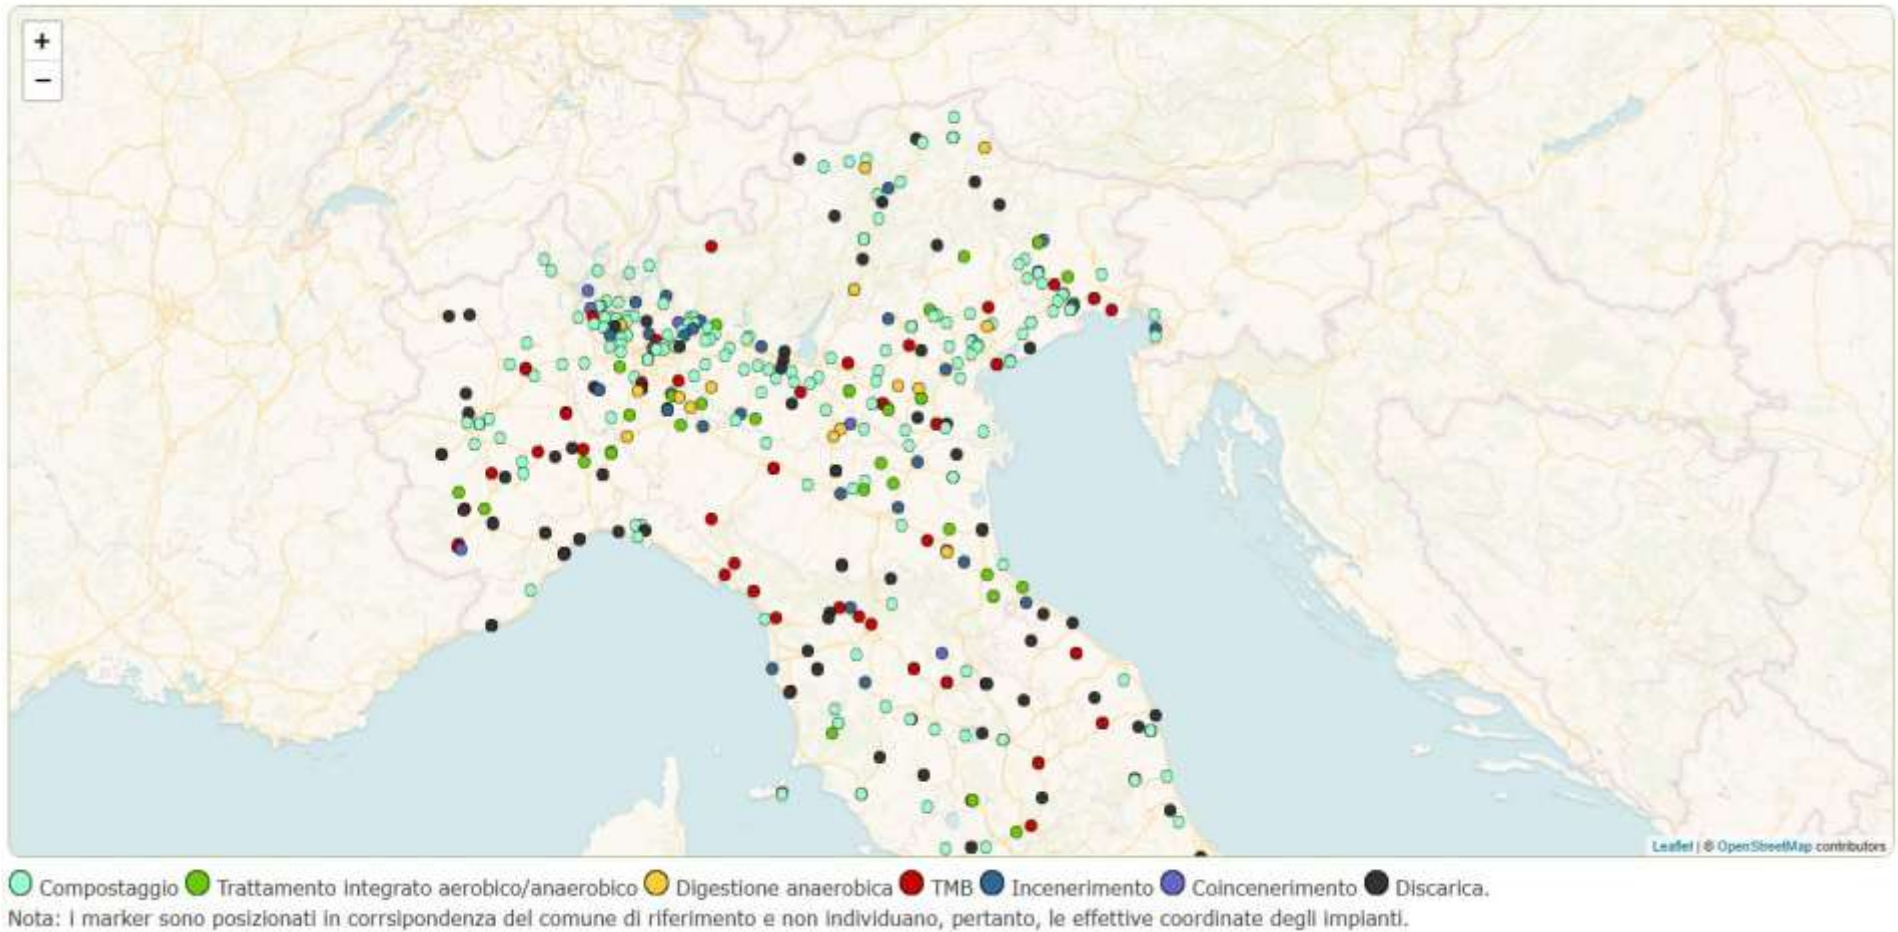 +
−
Leaflet | © OpenStreetMap contributors
Compostaggio Trattamento integrato aerobico/anaerobico Digestione anaerobica TMB Incenerimento Coincenerimento Discarica.
Nota: i marker sono posizionati in corrsipondenza del comune di riferimento e non individuano, pertanto, le effettive coordinate degli impianti.